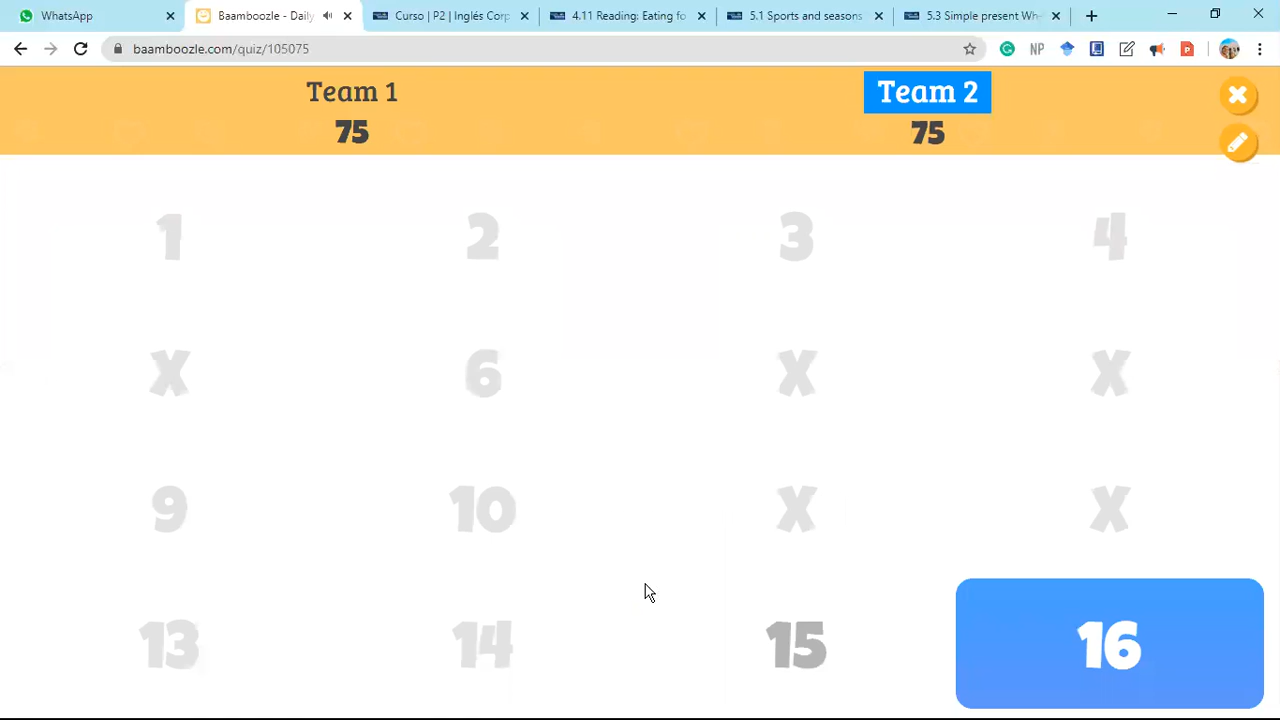 WhatsApp
Baamboozle - Daily
Curso | P2 | Inglés Corp
4.11 Reading: Eating fo
5.1 Sports and seasons
5.3 Simple present Wh-
baamboozle.com/quiz/105075
NP
Team 1
Team 2
75
75
1 2 3 4
X 6 X X
9 10 X X
13 14 15 16